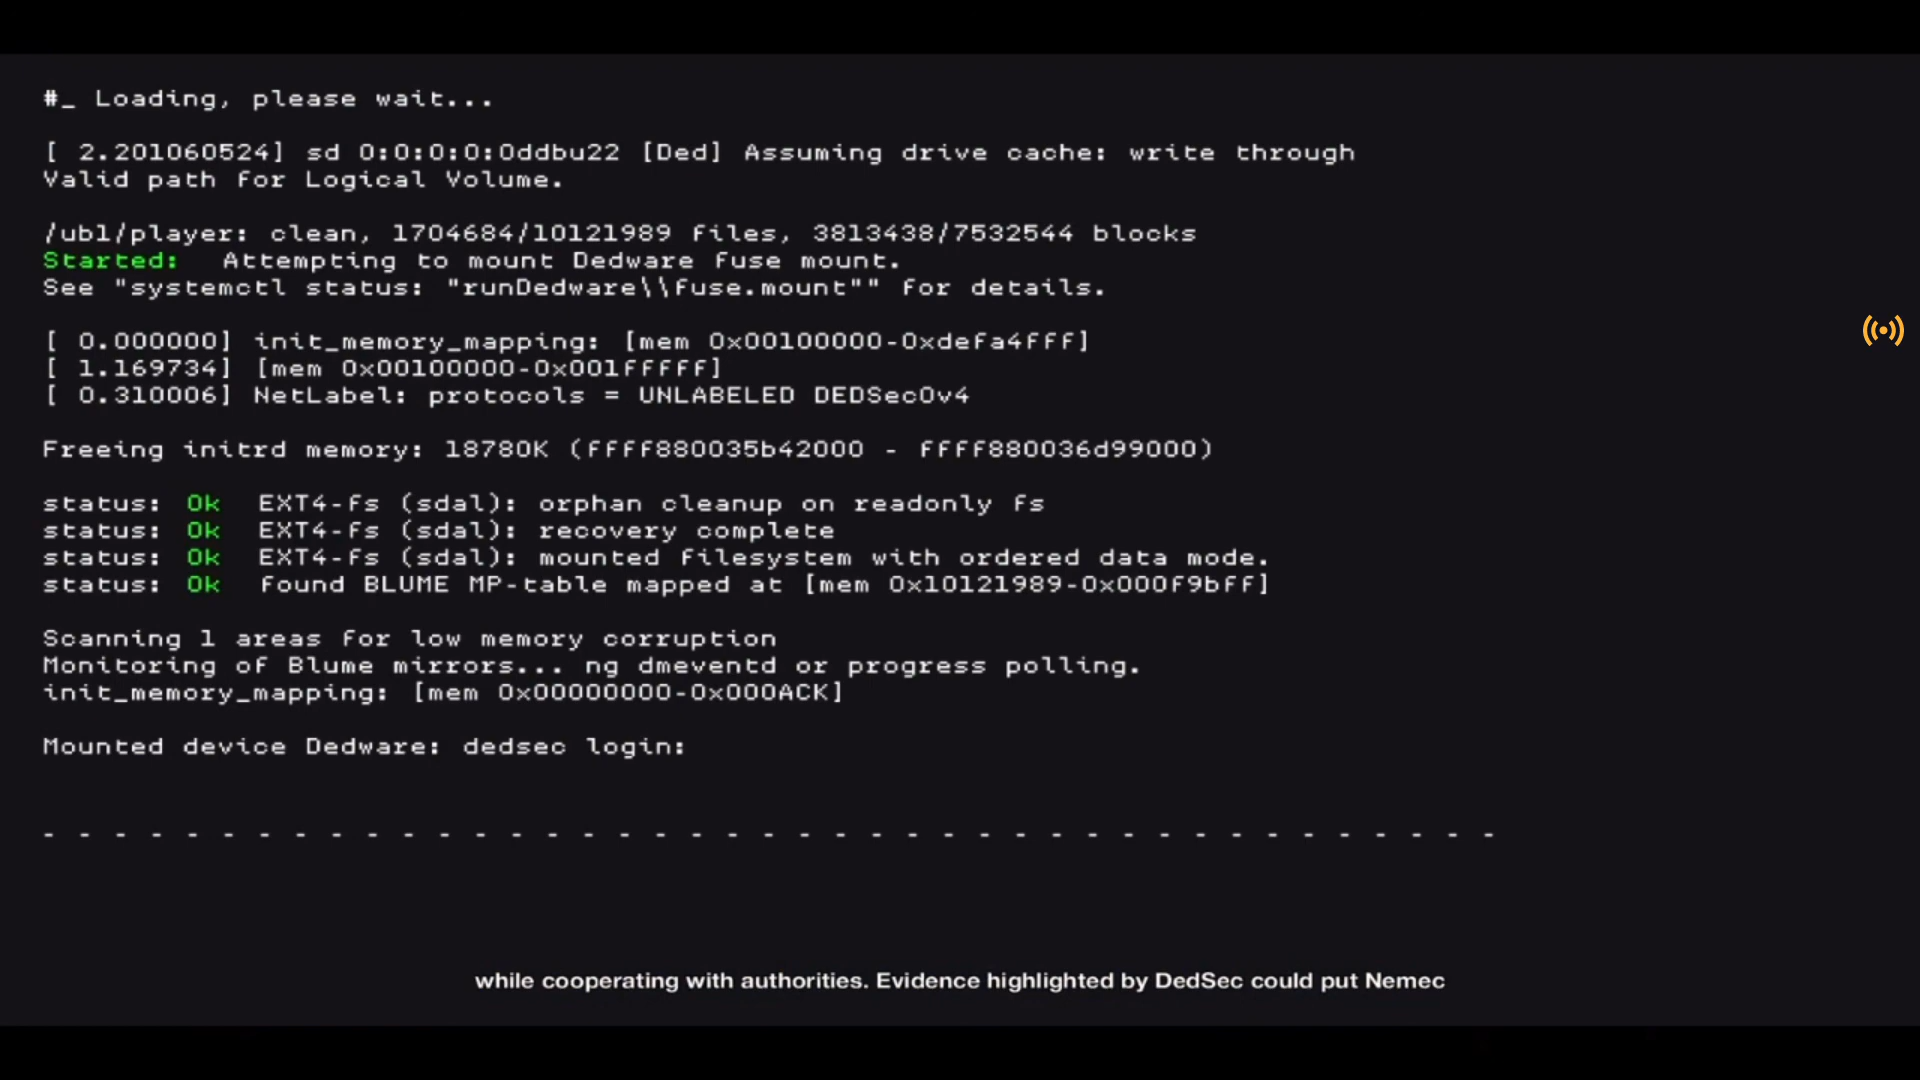 #_ Loading, please wait...
[ 2.201060524] sd 0:0:0:0:0ddbu22 [Ded] Assuming drive cache: write through
Valid path for Logical Volume.
/ubl/player: clean, 1704684/10121989 files, 3813438/7532544 blocks
Started: Attempting to mount Dedware Fuse mount.
See "systemctl status: "runDedware\\fuse.mount"" for details.
[ 0.000000] init_memory_mapping: [mem 0x00100000-0xdefa4fff]
[ 1.169734] [mem 0x00100000-0x001fffff]
[ 0.310006] NetLabel: protocols = UNLABELED DEDSecOv4
Freeing initrd memory: 18780K (ffff880035b42000 - ffff880036d99000)
status: Ok EXT4-fs (sdal): orphan cleanup on readonly fs
status: Ok EXT4-fs (sdal): recovery complete
status: Ok EXT4-fs (sdal): mounted filesystem with ordered data mode.
status: Ok found BLUME MP-table mapped at [mem 0x10121989-0x000f9bff]
Scanning 1 areas for low memory corruption
Monitoring of Blume mirrors... ng dmeventd or progress polling.
init_memory_mapping: [mem 0x00000000-0x000ACK]
Mounted device Dedware: dedsec login:
- - - - - - - - - - - - - - - - - - - - - - - - - - - - - - - - - - - - - - - - -
while cooperating with authorities. Evidence highlighted by DedSec could put Nemec